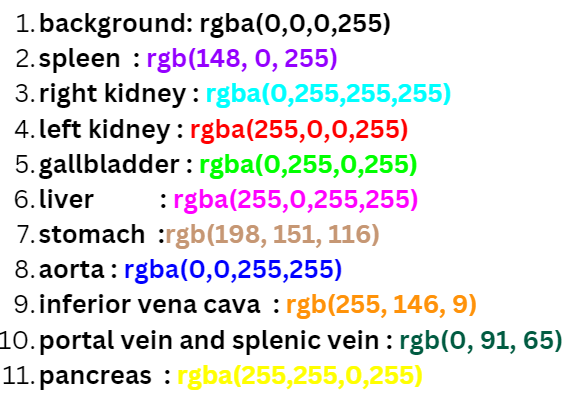 1. background: rgba(0,0,0,255)
2. spleen : rgb(148, 0, 255)
3. right kidney : rgba(0,255,255,255)
4. left kidney : rgba(255,0,0,255)
5. gallbladder : rgba(0,255,0,255)
6. liver : rgba(255,0,255,255)
7. stomach :rgb(198, 151, 116)
8. aorta : rgba(0,0,255,255)
9. inferior vena cava : rgb(255, 146, 9)
10. portal vein and splenic vein : rgb(0, 91, 65)
11. pancreas : rgba(255,255,0,255)